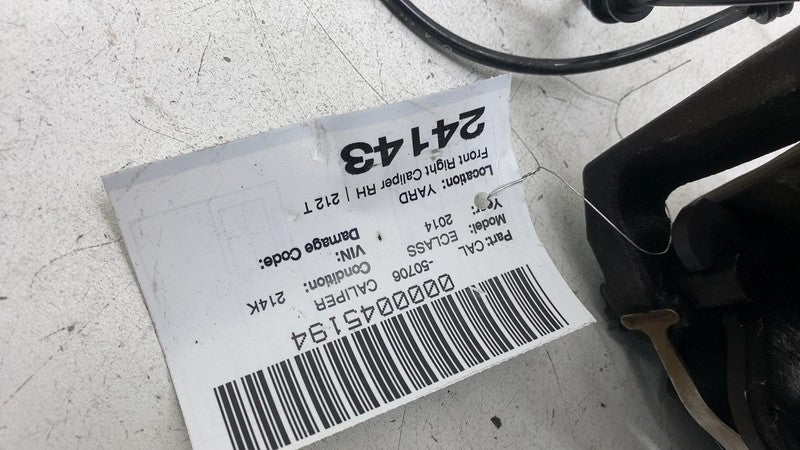 0000045194
Part: CAL -50706 CALIPER 214K
Model: ECLASS Condition:
Year: 2014 VIN:
Location: YARD Damage Code:
Front Right Caliper RH | 212 T
24143